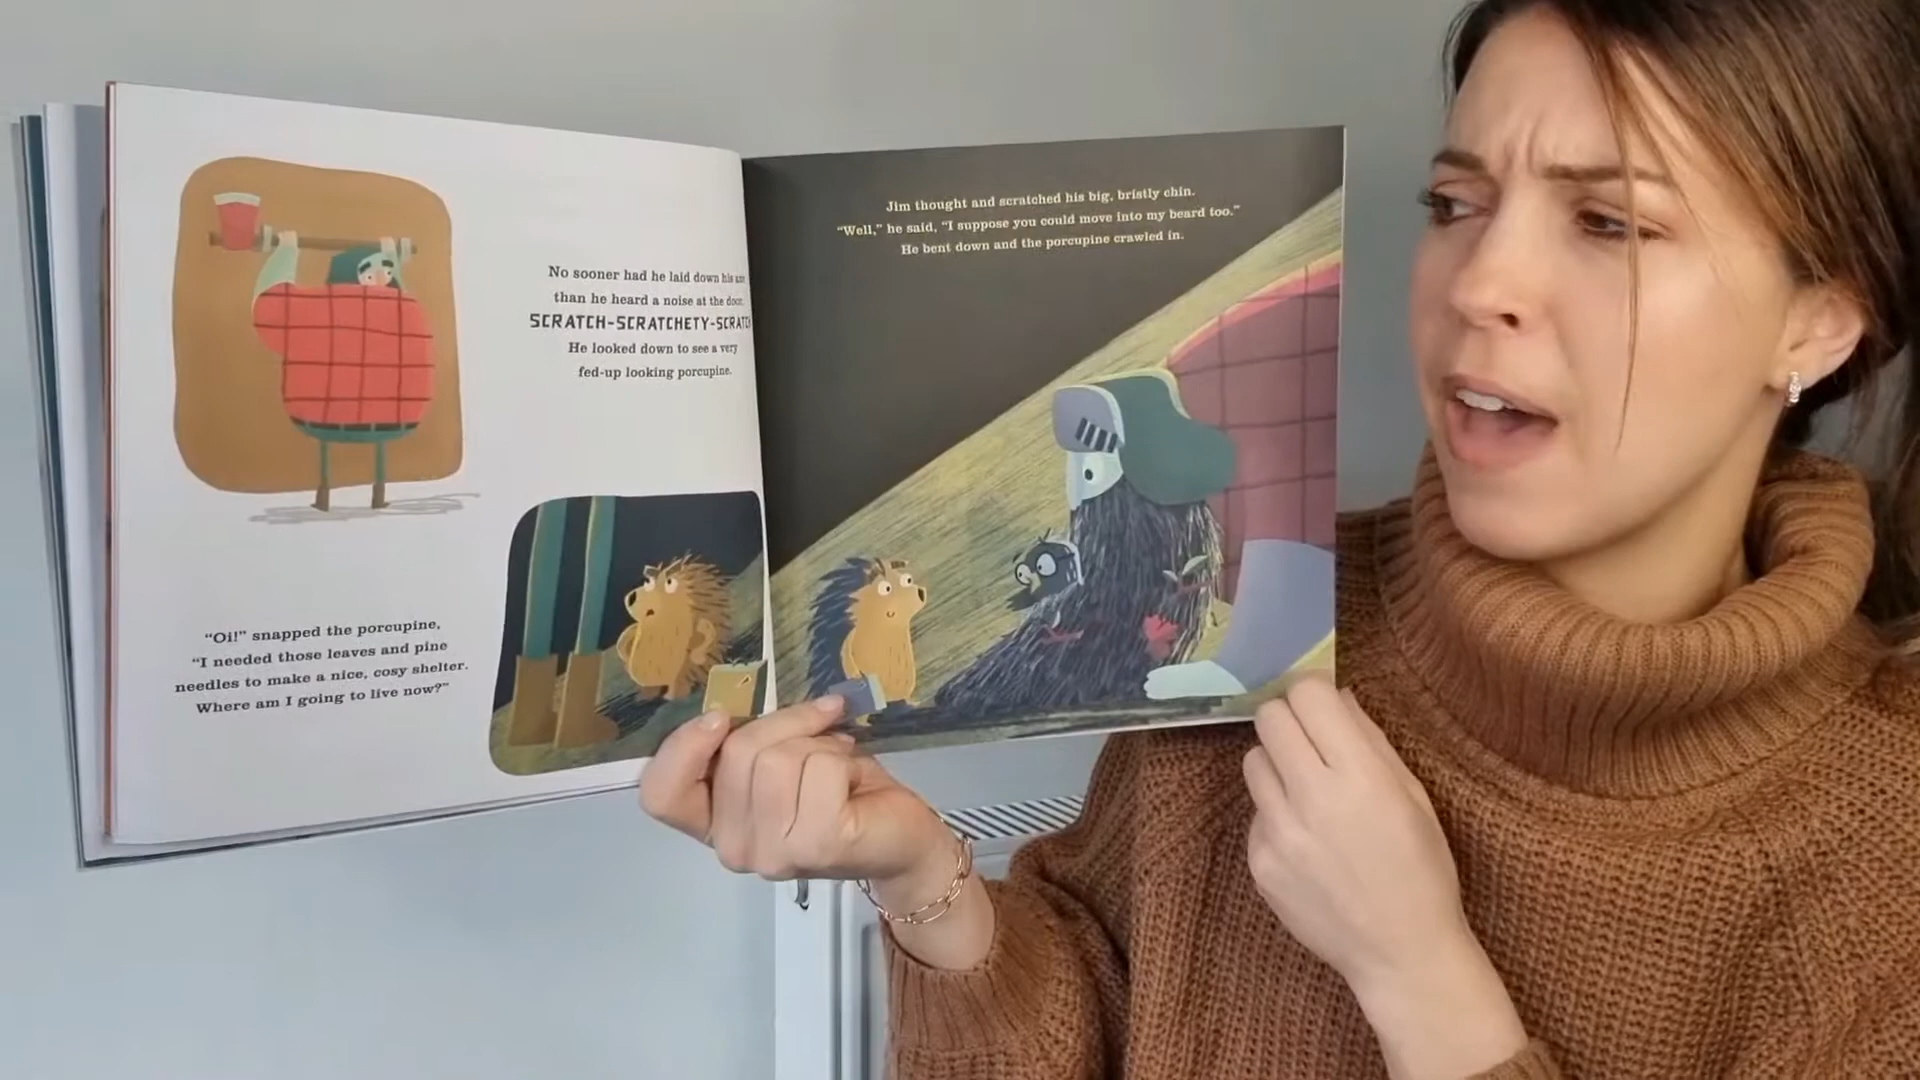 No sooner had he laid down his axe
than he heard a noise at the door.
SCRATCH-SCRATCHETY-SCRATCH
He looked down to see a very
fed-up looking porcupine.
"Oi!" snapped the porcupine,
"I needed those leaves and pine
needles to make a nice, cosy shelter.
Where am I going to live now?"
Jim thought and scratched his big, bristly chin.
"Well," he said, "I suppose you could move into my beard too."
He bent down and the porcupine crawled in.